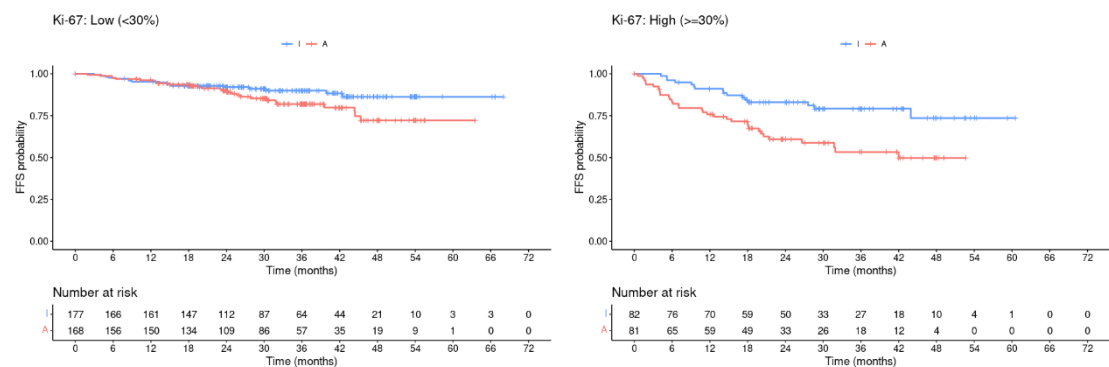 Ki-67: Low (<30%)
I A
FFS probability
1.00
0.75
0.50
0.25
0.00
0 6 12 18 24 30 36 42 48 54 60 66 72
Time (months)
Number at risk
I 177 166 161 147 112 87 64 44 21 10 3 3 0
A 168 156 150 134 109 86 57 35 19 9 1 0 0
0 6 12 18 24 30 36 42 48 54 60 66 72
Time (months)
Ki-67: High (>=30%)
I A
FFS probability
1.00
0.75
0.50
0.25
0.00
0 6 12 18 24 30 36 42 48 54 60 66 72
Time (months)
Number at risk
I 82 76 70 59 50 33 27 18 10 4 1 0 0
A 81 65 59 49 33 26 18 12 4 0 0 0 0
0 6 12 18 24 30 36 42 48 54 60 66 72
Time (months)